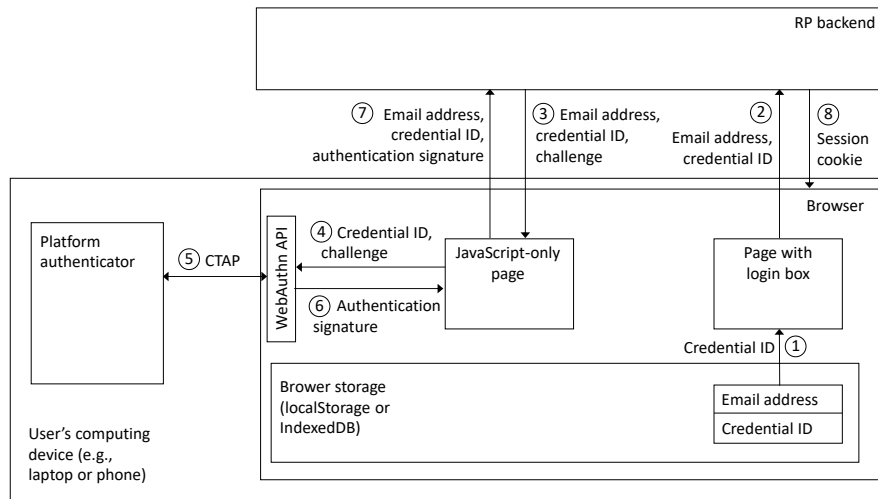 RP backend
7 Email address,
credential ID,
authentication signature
3 Email address,
credential ID,
challenge
2
Email address,
credential ID
8
Session
cookie
Browser
Platform
authenticator
5 CTAP
WebAuthn API
4 Credential ID,
challenge
6 Authentication
signature
JavaScript-only
page
Page with
login box
Credential ID 1
Brower storage
(localStorage or
IndexedDB)
Email address
Credential ID
User's computing
device (e.g.,
laptop or phone)